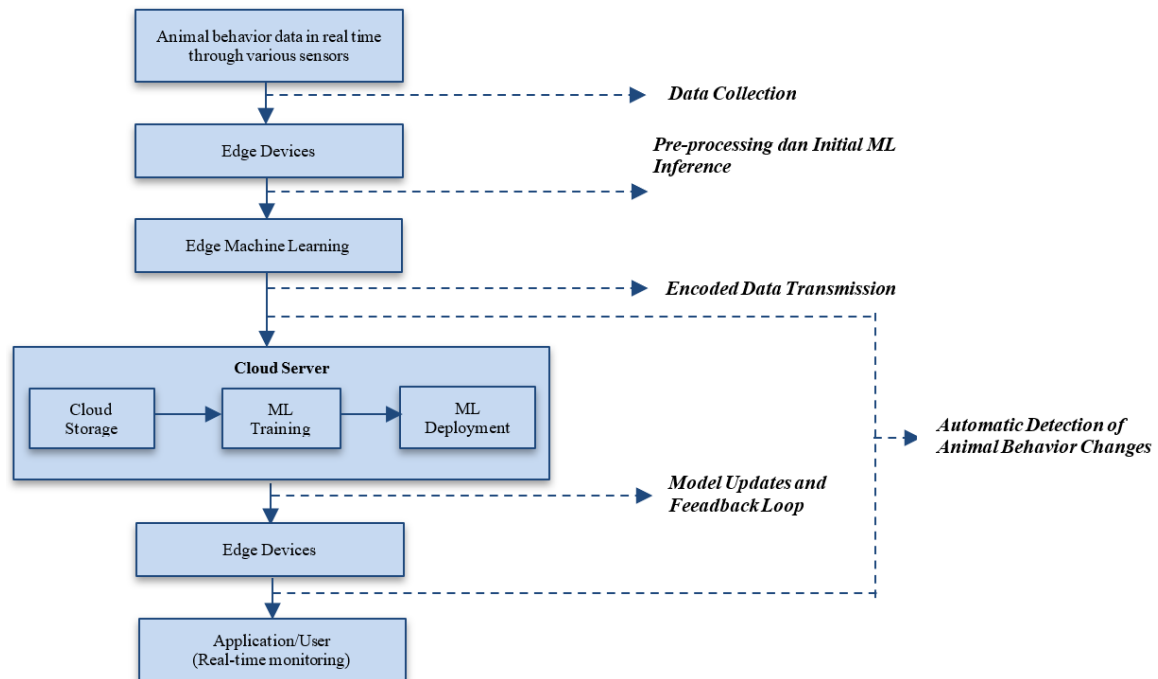 Animal behavior data in real time
through various sensors
Data Collection
Edge Devices
Pre-processing dan Initial ML
Inference
Edge Machine Learning
Encoded Data Transmission
Cloud Server
Cloud
Storage
ML
Training
ML
Deployment
Automatic Detection of
Animal Behavior Changes
Model Updates and
Feeadback Loop
Edge Devices
Application/User
(Real-time monitoring)